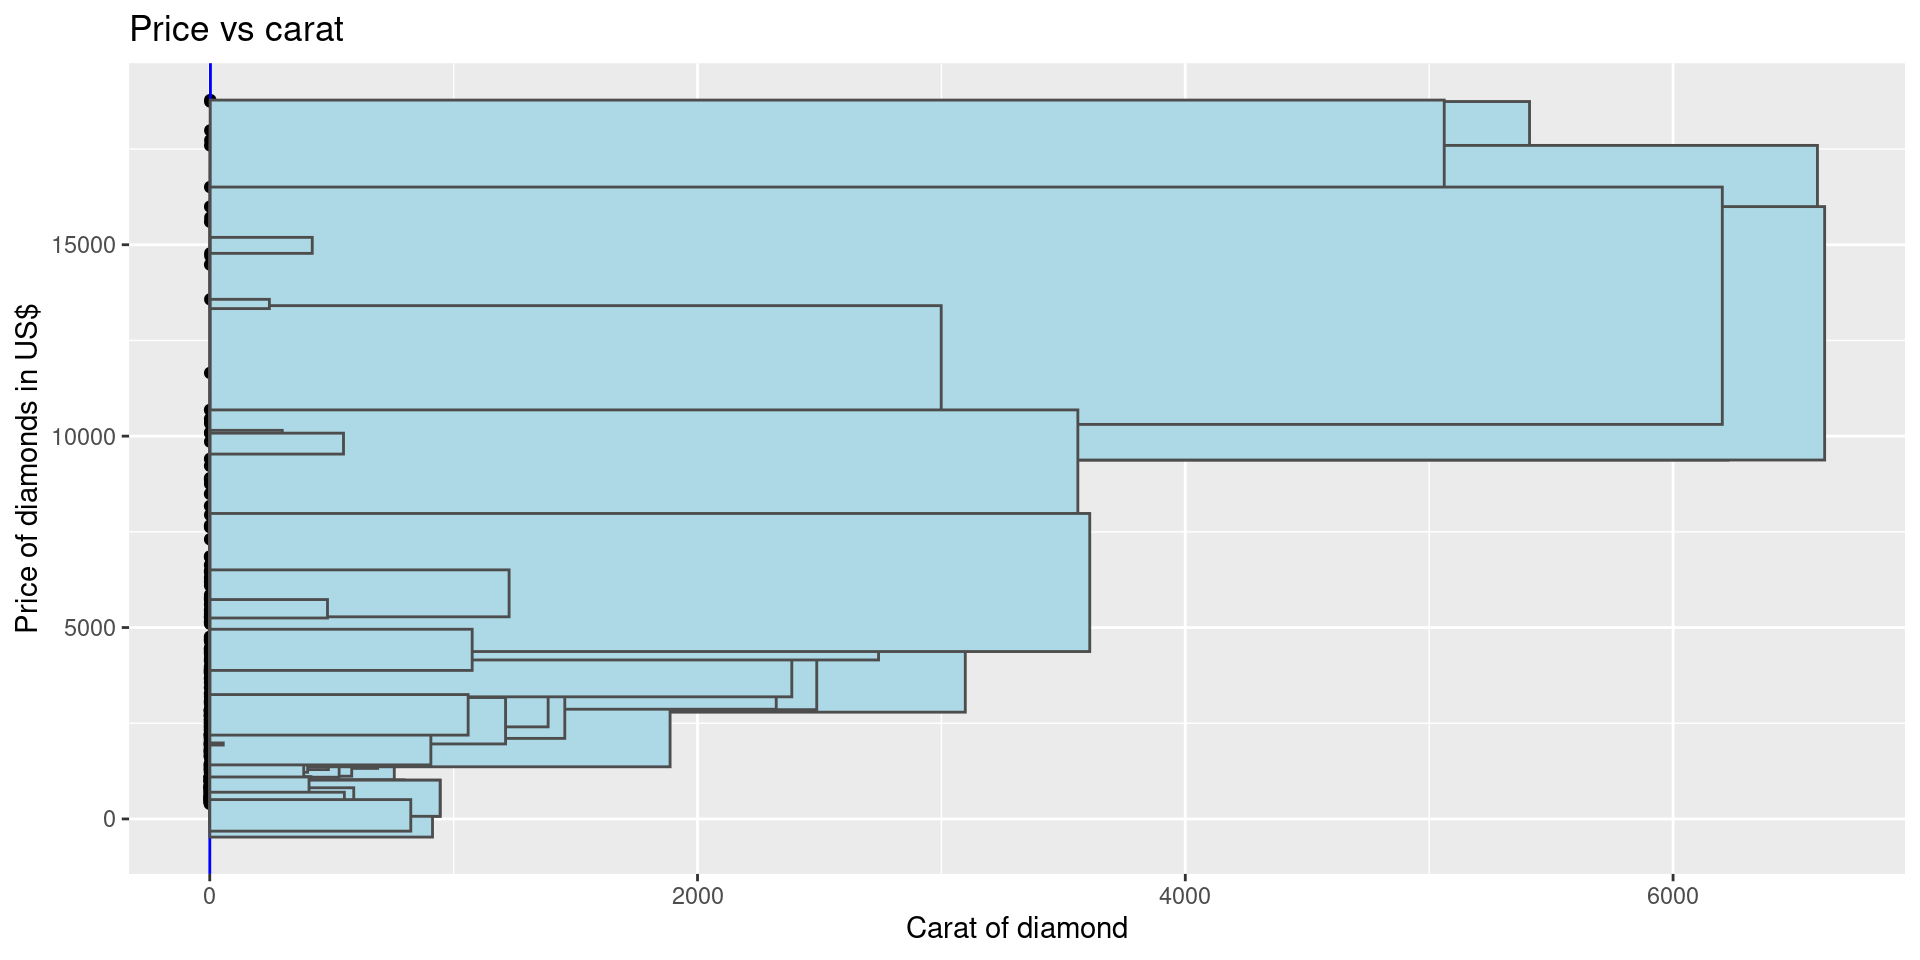 Price vs carat
Price of diamonds in US$
15000
10000
5000
0
0 2000 4000 6000
Carat of diamond